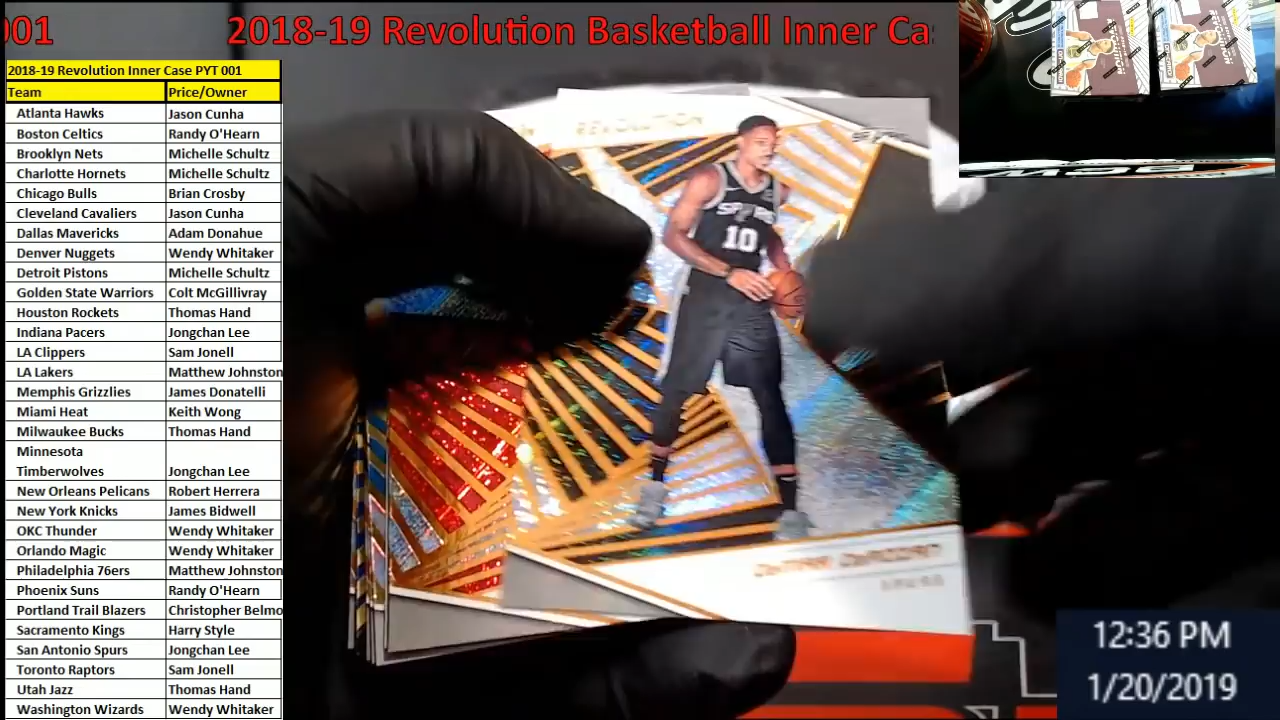 001 2018-19 Revolution Basketball Inner Ca
2018-19 Revolution Inner Case PYT 001
Team Price/Owner
Atlanta Hawks Jason Cunha
Boston Celtics Randy O'Hearn
Brooklyn Nets Michelle Schultz
Charlotte Hornets Michelle Schultz
Chicago Bulls Brian Crosby
Cleveland Cavaliers Jason Cunha
Dallas Mavericks Adam Donahue
Denver Nuggets Wendy Whitaker
Detroit Pistons Michelle Schultz
Golden State Warriors Colt McGillivray
Houston Rockets Thomas Hand
Indiana Pacers Jongchan Lee
LA Clippers Sam Jonell
LA Lakers Matthew Johnston
Memphis Grizzlies James Donatelli
Miami Heat Keith Wong
Milwaukee Bucks Thomas Hand
Minnesota
Timberwolves Jongchan Lee
New Orleans Pelicans Robert Herrera
New York Knicks James Bidwell
OKC Thunder Wendy Whitaker
Orlando Magic Wendy Whitaker
Philadelphia 76ers Matthew Johnston
Phoenix Suns Randy O'Hearn
Portland Trail Blazers Christopher Belmo
Sacramento Kings Harry Style
San Antonio Spurs Jongchan Lee
Toronto Raptors Sam Jonell
Utah Jazz Thomas Hand
Washington Wizards Wendy Whitaker
REVOLUTION
SPURS
10
DeMAR DeROZAN
SPURS
12:36 PM
1/20/2019